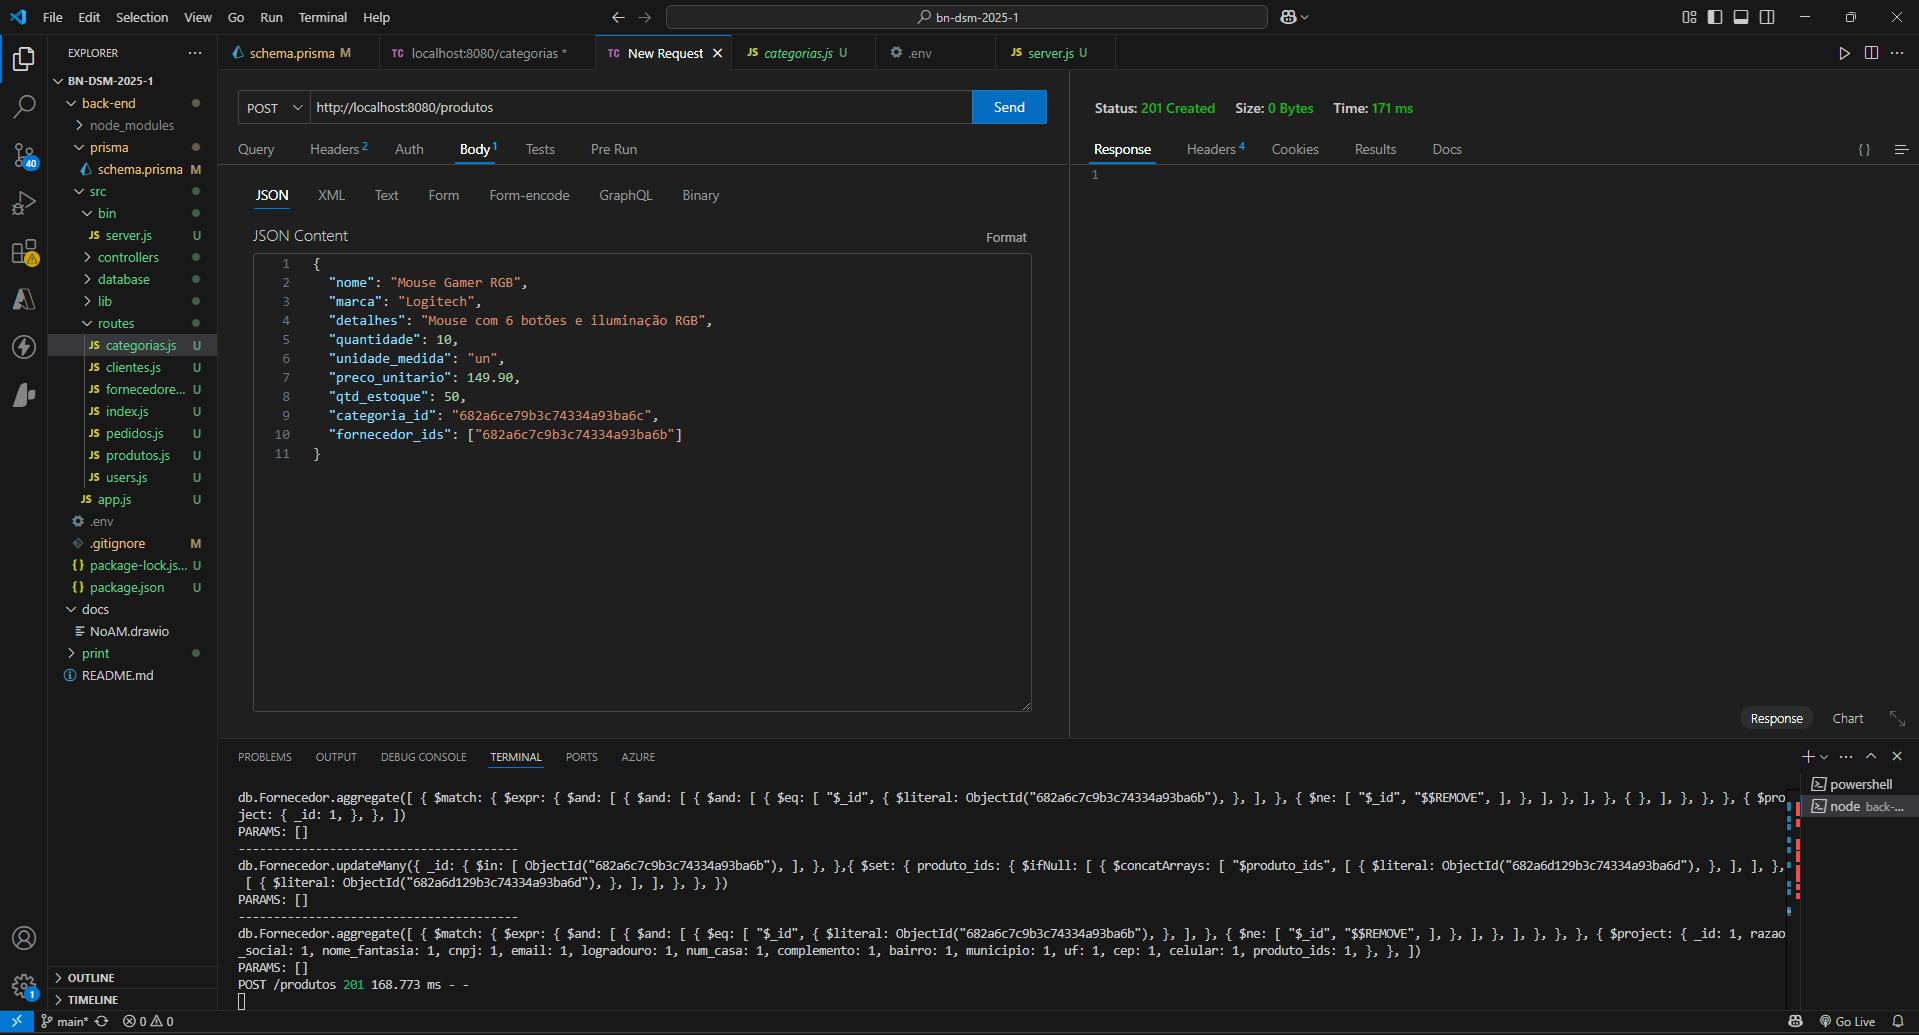 File Edit Selection View Go Run Terminal Help
bn-dsm-2025-1
EXPLORER
BN-DSM-2025-1
back-end
node_modules
prisma
schema.prisma M
src
bin
server.js U
controllers
database
lib
routes
categorias.js U
clientes.js U
fornecedore... U
index.js U
pedidos.js U
produtos.js U
users.js U
app.js U
.env
.gitignore M
package-lock.js... U
package.json U
docs
NoAM.drawio
print
README.md
OUTLINE
TIMELINE
40
1
schema.prisma M
TC localhost:8080/categorias *
TC New Request
JS categorias.js U
.env
JS server.js U
POST http://localhost:8080/produtos Send
Query Headers 2 Auth Body 1 Tests Pre Run
JSON XML Text Form Form-encode GraphQL Binary
JSON Content
Format
1 {
2 "nome": "Mouse Gamer RGB",
3 "marca": "Logitech",
4 "detalhes": "Mouse com 6 botões e iluminação RGB",
5 "quantidade": 10,
6 "unidade_medida": "un",
7 "preco_unitario": 149.90,
8 "qtd_estoque": 50,
9 "categoria_id": "682a6ce79b3c74334a93ba6c",
10 "fornecedor_ids": ["682a6c7c9b3c74334a93ba6b"]
11 }
Status: 201 Created Size: 0 Bytes Time: 171 ms
Response Headers 4 Cookies Results Docs { }
1
Response Chart
PROBLEMS OUTPUT DEBUG CONSOLE TERMINAL PORTS AZURE
db.Fornecedor.aggregate([ { $match: { $expr: { $and: [ { $and: [ { $and: [ { $eq: [ "$_id", { $literal: ObjectId("682a6c7c9b3c74334a93ba6b"), }, ], }, { $ne: [ "$_id", "$$REMOVE", ], }, ], }, ], }, { }, ], }, }, }, { $pro
ject: { _id: 1, }, }, ])
PARAMS: []
----------------------------------------
db.Fornecedor.updateMany({ _id: { $in: [ ObjectId("682a6c7c9b3c74334a93ba6b"), ], }, },{ $set: { produto_ids: { $ifNull: [ { $concatArrays: [ "$produto_ids", [ { $literal: ObjectId("682a6d129b3c74334a93ba6d"), }, ], ], },
[ { $literal: ObjectId("682a6d129b3c74334a93ba6d"), }, ], ], }, }, })
PARAMS: []
----------------------------------------
db.Fornecedor.aggregate([ { $match: { $expr: { $and: [ { $and: [ { $eq: [ "$_id", { $literal: ObjectId("682a6c7c9b3c74334a93ba6b"), }, ], }, { $ne: [ "$_id", "$$REMOVE", ], }, ], }, ], }, }, }, { $project: { _id: 1, razao
_social: 1, nome_fantasia: 1, cnpj: 1, email: 1, logradouro: 1, num_casa: 1, complemento: 1, bairro: 1, municipio: 1, uf: 1, cep: 1, celular: 1, produto_ids: 1, }, }, ])
PARAMS: []
POST /produtos 201 168.773 ms - -
powershell
node back-...
main* 0 0 Go Live